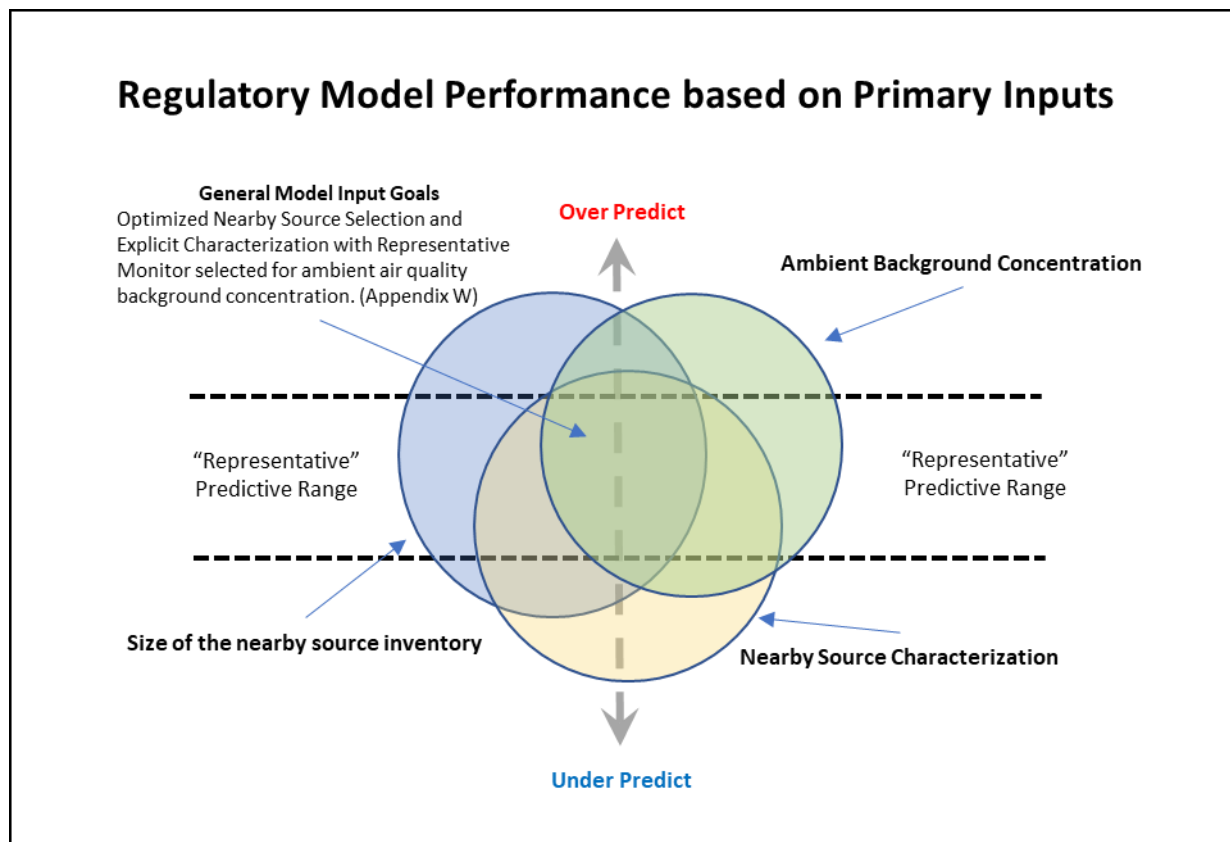 Regulatory Model Performance based on Primary Inputs
General Model Input Goals
Optimized Nearby Source Selection and
Explicit Characterization with Representative
Monitor selected for ambient air quality
background concentration. (Appendix W)
Over Predict
Ambient Background Concentration
“Representative”
Predictive Range
“Representative”
Predictive Range
Size of the nearby source inventory
Nearby Source Characterization
Under Predict